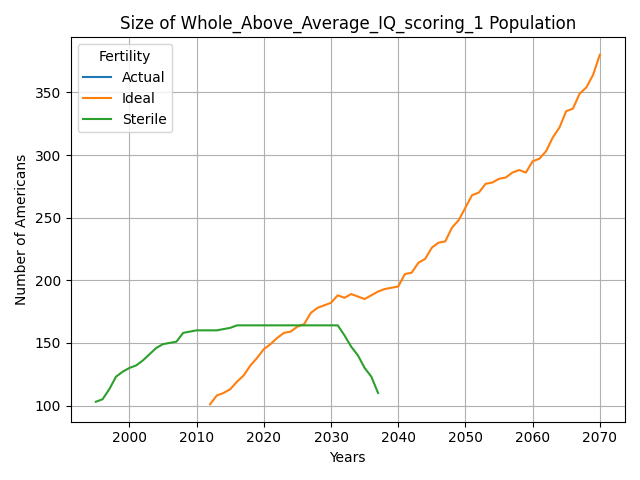 Size of Whole_Above_Average_IQ_scoring_1 Population
Fertility
Actual
Ideal
Sterile
Number of Americans
350
300
250
200
150
100
2000 2010 2020 2030 2040 2050 2060 2070
Years